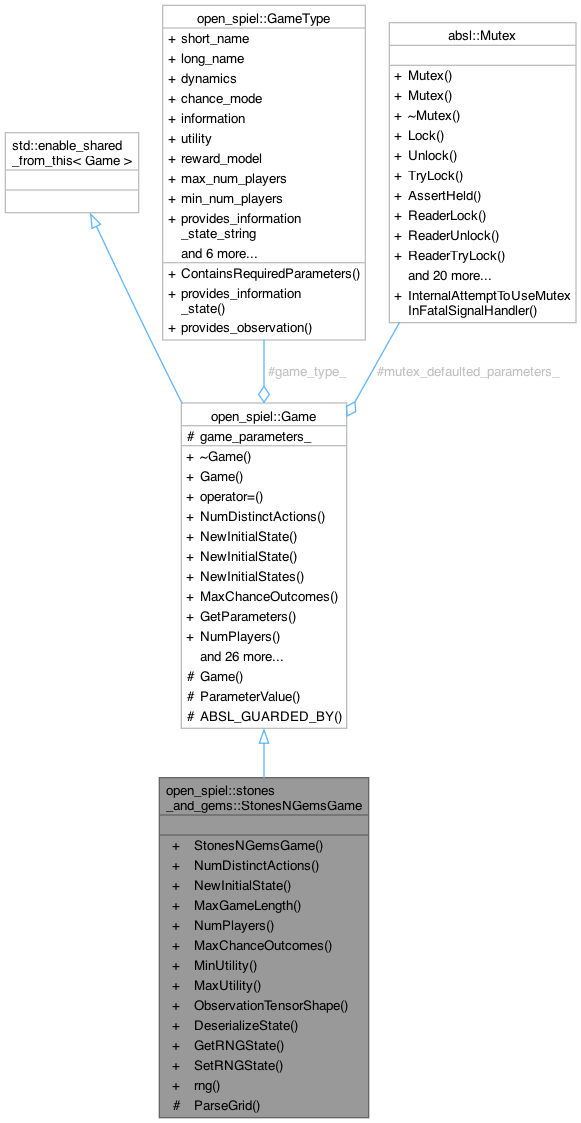 open_spiel::GameType
+ short_name
+ long_name
+ dynamics
+ chance_mode
+ information
+ utility
+ reward_model
+ max_num_players
+ min_num_players
+ provides_information
_state_string
and 6 more...
+ ContainsRequiredParameters()
+ provides_information
_state()
+ provides_observation()
absl::Mutex
+ Mutex()
+ Mutex()
+ ~Mutex()
+ Lock()
+ Unlock()
+ TryLock()
+ AssertHeld()
+ ReaderLock()
+ ReaderUnlock()
+ ReaderTryLock()
and 20 more...
+ InternalAttemptToUseMutex
InFatalSignalHandler()
std::enable_shared
_from_this< Game >
#game_type_
#mutex_defaulted_parameters_
open_spiel::Game
# game_parameters_
+ ~Game()
+ Game()
+ operator=()
+ NumDistinctActions()
+ NewInitialState()
+ NewInitialState()
+ NewInitialStates()
+ MaxChanceOutcomes()
+ GetParameters()
+ NumPlayers()
and 26 more...
# Game()
# ParameterValue()
# ABSL_GUARDED_BY()
open_spiel::stones
_and_gems::StonesNGemsGame
+ StonesNGemsGame()
+ NumDistinctActions()
+ NewInitialState()
+ MaxGameLength()
+ NumPlayers()
+ MaxChanceOutcomes()
+ MinUtility()
+ MaxUtility()
+ ObservationTensorShape()
+ DeserializeState()
+ GetRNGState()
+ SetRNGState()
+ rng()
# ParseGrid()